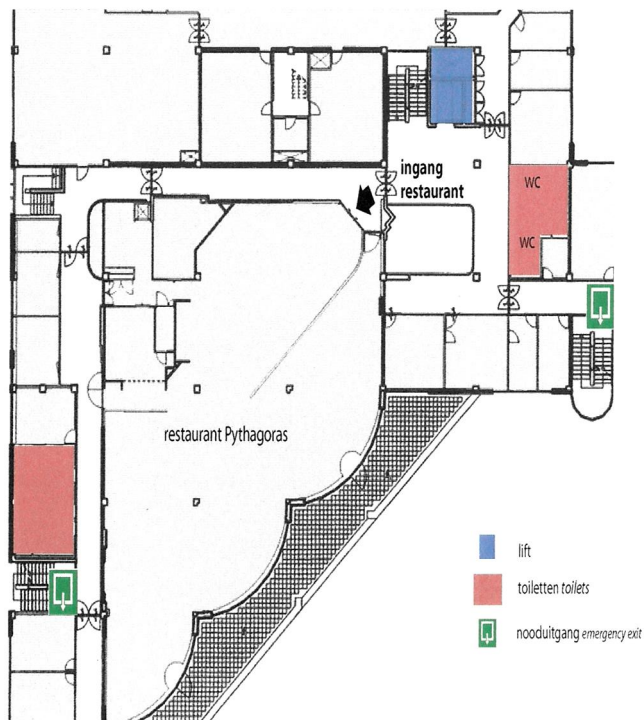 ingang
restaurant
WC
WC
restaurant Pythagoras
lift
toiletten toilets
nooduitgang emergency exit